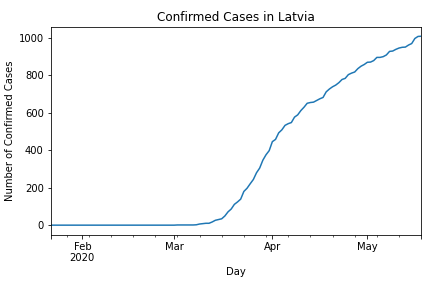 Confirmed Cases in Latvia
Number of Confirmed Cases
1000
800
600
400
200
0
Feb
2020
Mar
Apr
May
Day